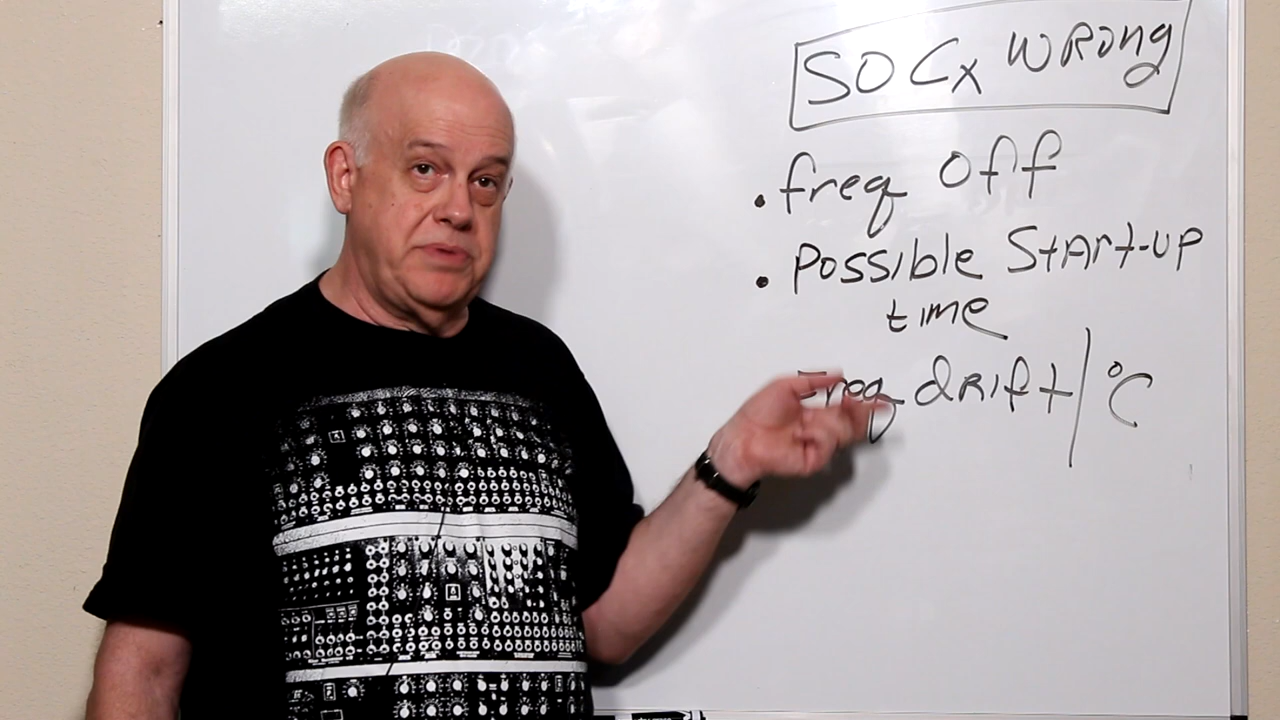 SOCx WRong
• freq Off
• Possible Start-up
time
Freq drift/°C